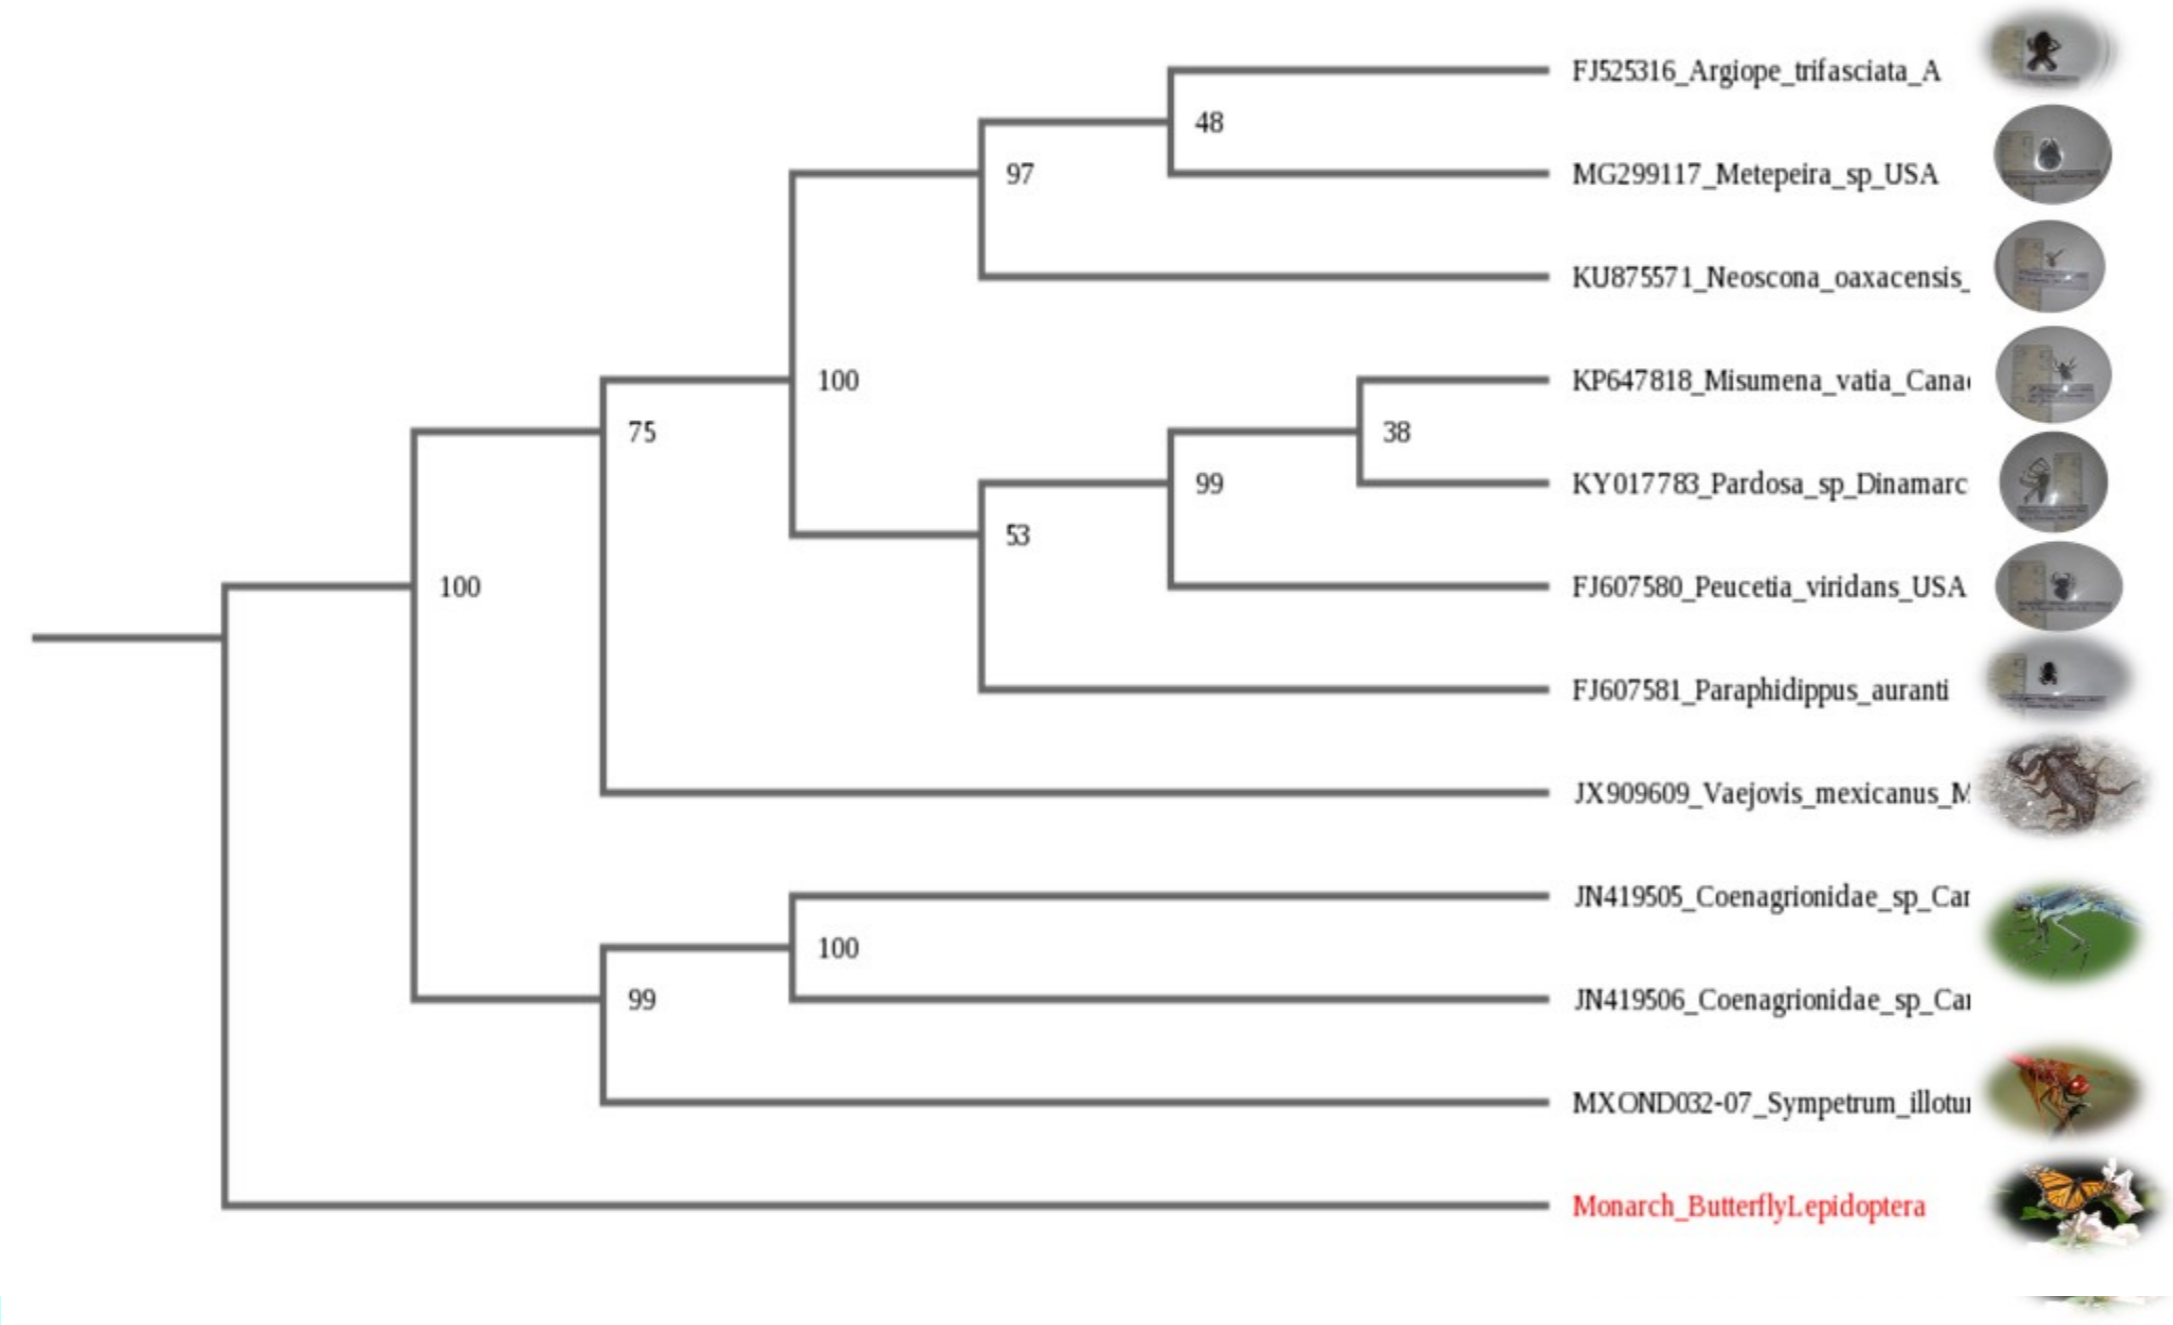 FJ525316_Argiope_trifasciata_A
48
97
MG299117_Metepeira_sp_USA
KU875571_Neoscona_oaxacensis_
100
KP647818_Misumena_vatia_Cana
75
38
99
KY017783_Pardosa_sp_Dinamarc
53
100
FJ607580_Peucetia_viridans_USA
FJ607581_Paraphidippus_auranti
JX909609_Vaejovis_mexicanus_M
JN419505_Coenagrionidae_sp_Ca
100
99
JN419506_Coenagrionidae_sp_Ca
MXOND032-07_Sympetrum_illotu
Monarch_ButterflyLepidoptera